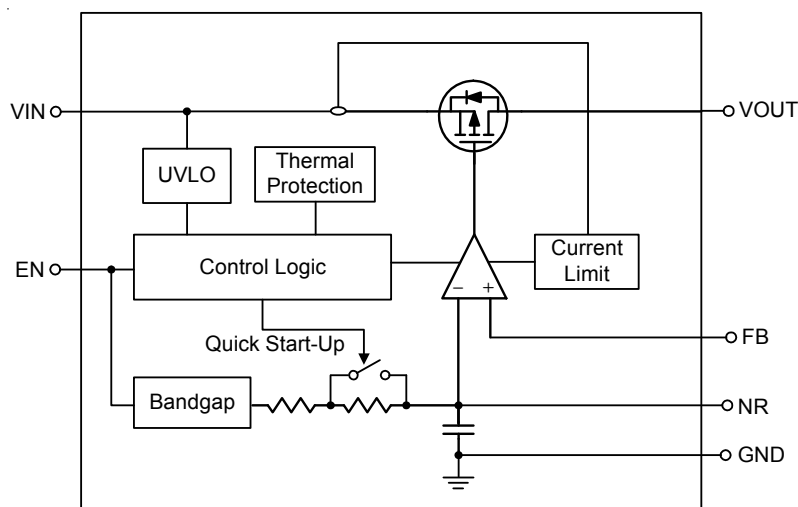 VIN
VOUT
UVLO
Thermal
Protection
EN
Control Logic
Current
Limit
− +
Quick Start-Up
FB
Bandgap
NR
GND